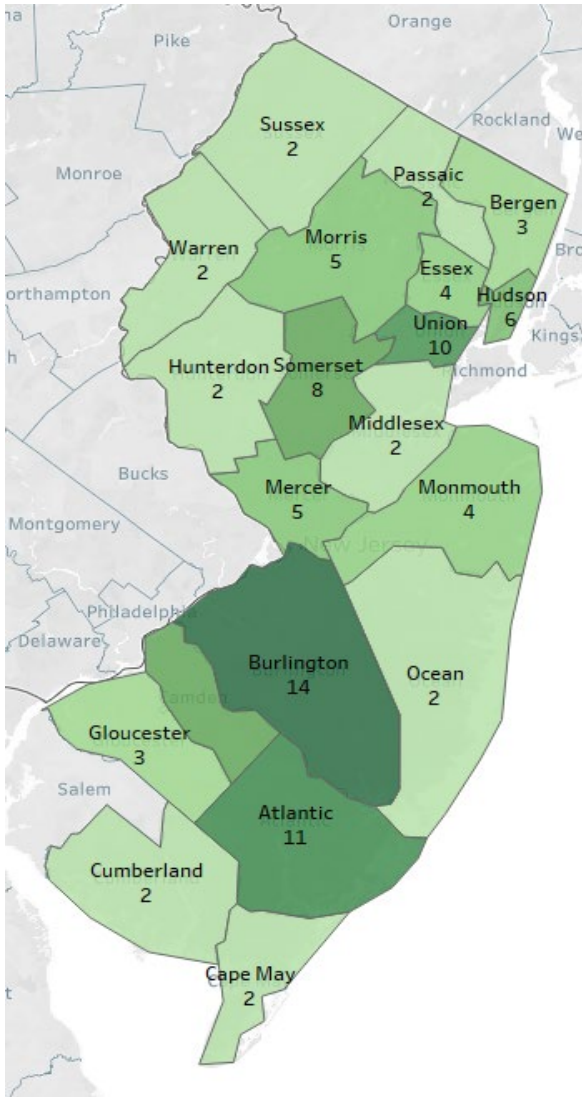 na
Pike
Orange
Sussex
2
Rockland
We
Monroe
Passaic
2
Bergen
3
Morris
5
Warren
2
Essex
4
Bro
orthampton
Hudson
6
Union
10
Kings
Hunterdon
2
Somerset
8
Richmond
h
Middlesex
2
Bucks
Mercer
5
Monmouth
4
Montgomery
New Jersey
Philadelphia
Delaware
Burlington
14
Ocean
2
Camden
Gloucester
3
Salem
Atlantic
11
Cumberland
2
Cape May
2
t